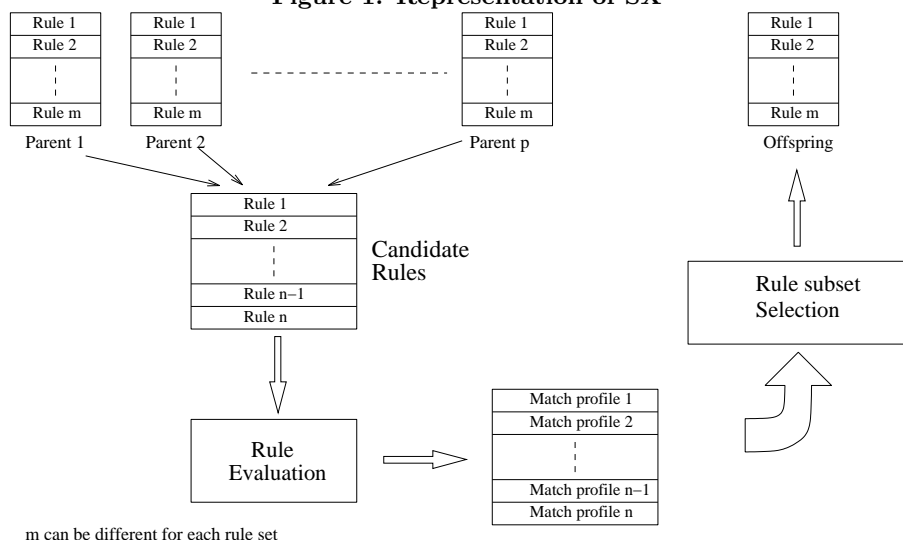 Figure 1: Representation of SX
Rule 1
Rule 2
Rule m
Parent 1
Rule 1
Rule 2
Rule m
Parent 2
Rule 1
Rule 2
Rule m
Parent p
Rule 1
Rule 2
Rule m
Offspring
Rule 1
Rule 2
Rule n−1
Rule n
Candidate
Rules
Rule subset
Selection
Rule
Evaluation
Match profile 1
Match profile 2
Match profile n−1
Match profile n
m can be different for each rule set